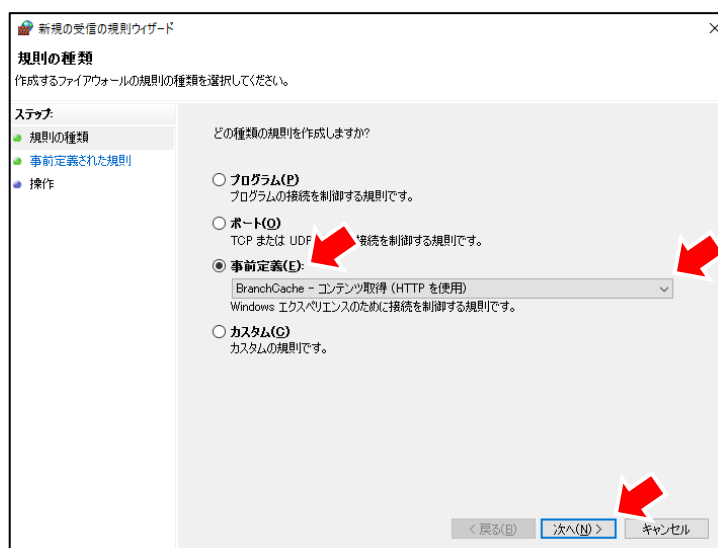 新規の受信の規則ウィザード
規則の種類
作成するファイアウォールの規則の種類を選択してください。
ステップ:
規則の種類
事前定義された規則
操作
どの種類の規則を作成しますか?
プログラム(P)
プログラムの接続を制御する規則です。
ポート(O)
TCP または UDP 接続を制御する規則です。
事前定義(E):
BranchCache - コンテンツ取得 (HTTP を使用)
Windows エクスペリエンスのために接続を制御する規則です。
カスタム(C)
カスタムの規則です。
< 戻る(B) 次へ(N) > キャンセル